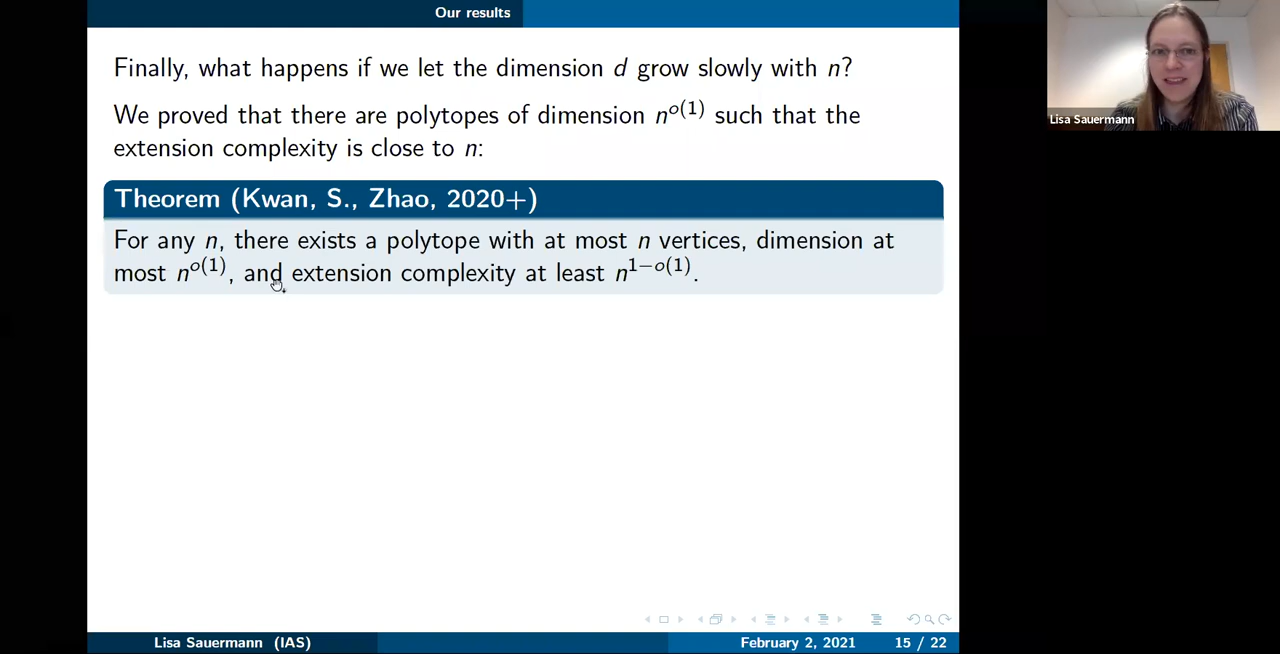 Our results
Finally, what happens if we let the dimension d grow slowly with n?
We proved that there are polytopes of dimension n^{o(1)} such that the
extension complexity is close to n:
Theorem (Kwan, S., Zhao, 2020+)
For any n, there exists a polytope with at most n vertices, dimension at
most n^{o(1)}, and extension complexity at least n^{1−o(1)}.
Lisa Sauermann
Lisa Sauermann (IAS)
February 2, 2021
15 / 22